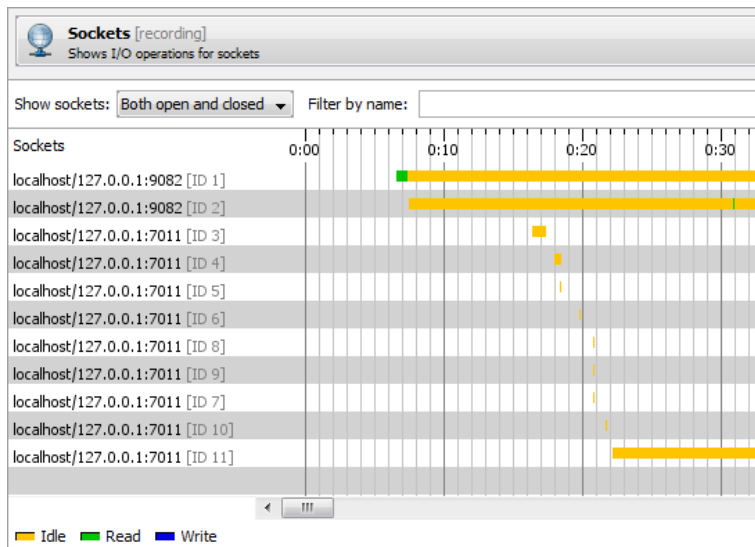 Sockets [recording]
Shows I/O operations for sockets
Show sockets: Both open and closed Filter by name:
Sockets 0:00 0:10 0:20 0:30
localhost/127.0.0.1:9082 [ID 1]
localhost/127.0.0.1:9082 [ID 2]
localhost/127.0.0.1:7011 [ID 3]
localhost/127.0.0.1:7011 [ID 4]
localhost/127.0.0.1:7011 [ID 5]
localhost/127.0.0.1:7011 [ID 6]
localhost/127.0.0.1:7011 [ID 8]
localhost/127.0.0.1:7011 [ID 9]
localhost/127.0.0.1:7011 [ID 7]
localhost/127.0.0.1:7011 [ID 10]
localhost/127.0.0.1:7011 [ID 11]
Idle Read Write